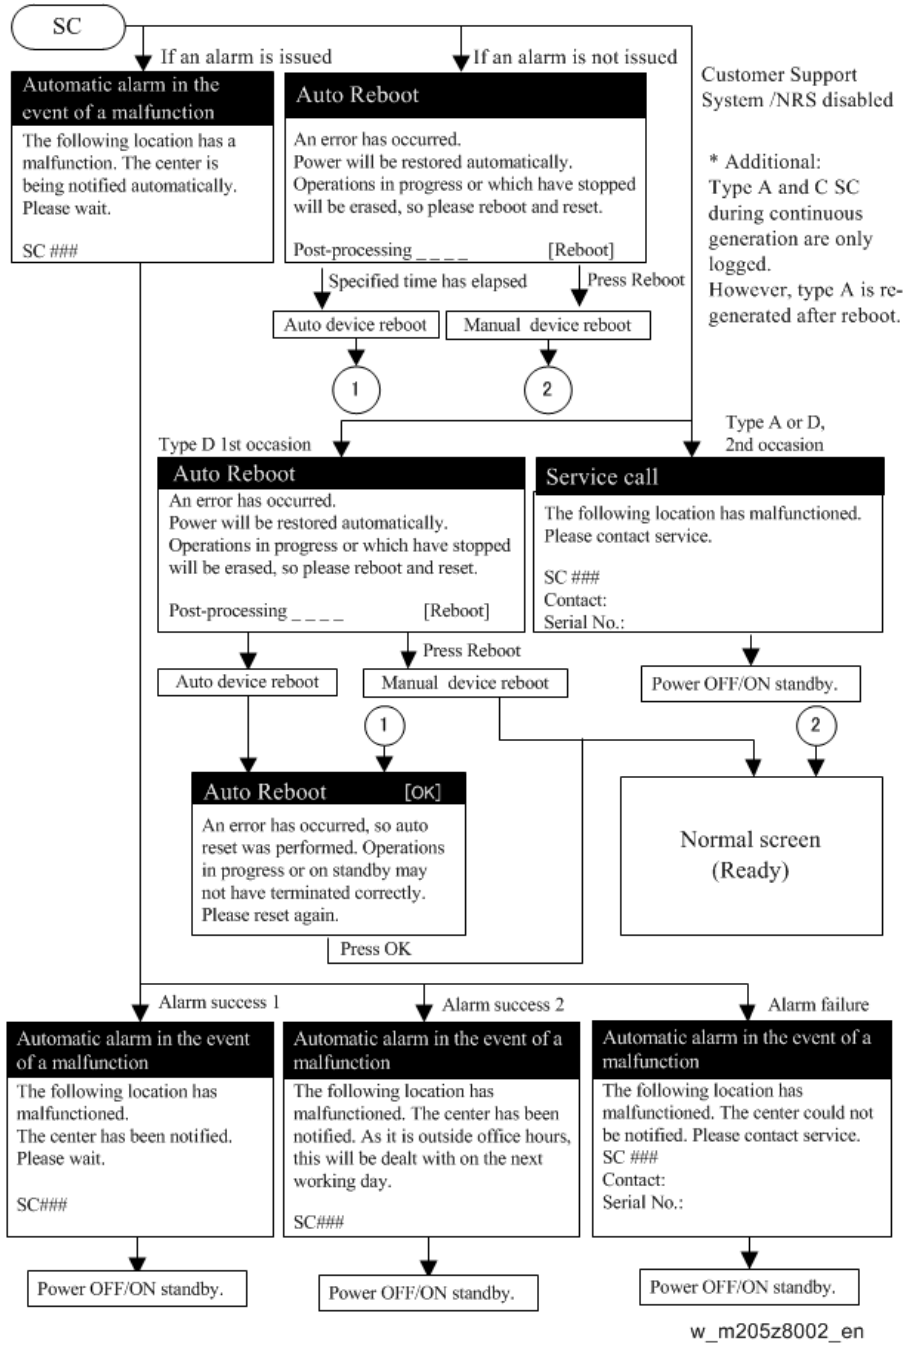 SC
If an alarm is issued
If an alarm is not issued
Automatic alarm in the
event of a malfunction
The following location has a
malfunction. The center is
being notified automatically.
Please wait.
SC ###
Auto Reboot
An error has occurred.
Power will be restored automatically.
Operations in progress or which have stopped
will be erased, so please reboot and reset.
Post-processing _ _ _ _ [Reboot]
Customer Support
System /NRS disabled
* Additional:
Type A and C SC
during continuous
generation are only
logged.
However, type A is re-
generated after reboot.
Specified time has elapsed
Press Reboot
Auto device reboot
Manual device reboot
1
2
Type D 1st occasion
Type A or D,
2nd occasion
Auto Reboot
An error has occurred.
Power will be restored automatically.
Operations in progress or which have stopped
will be erased, so please reboot and reset.
Post-processing _ _ _ _ [Reboot]
Service call
The following location has malfunctioned.
Please contact service.
SC ###
Contact:
Serial No.:
Press Reboot
Auto device reboot
Manual device reboot
Power OFF/ON standby.
1
2
Auto Reboot [OK]
An error has occurred, so auto
reset was performed. Operations
in progress or on standby may
not have terminated correctly.
Please reset again.
Normal screen
(Ready)
Press OK
Alarm success 1
Alarm success 2
Alarm failure
Automatic alarm in the event
of a malfunction
The following location has
malfunctioned.
The center has been notified.
Please wait.
SC###
Automatic alarm in the event of a
malfunction
The following location has
malfunctioned. The center has been
notified. As it is outside office hours,
this will be dealt with on the next
working day.
SC###
Automatic alarm in the event of a
malfunction
The following location has
malfunctioned. The center could not
be notified. Please contact service.
SC ###
Contact:
Serial No.:
Power OFF/ON standby.
Power OFF/ON standby.
Power OFF/ON standby.
w_m205z8002_en